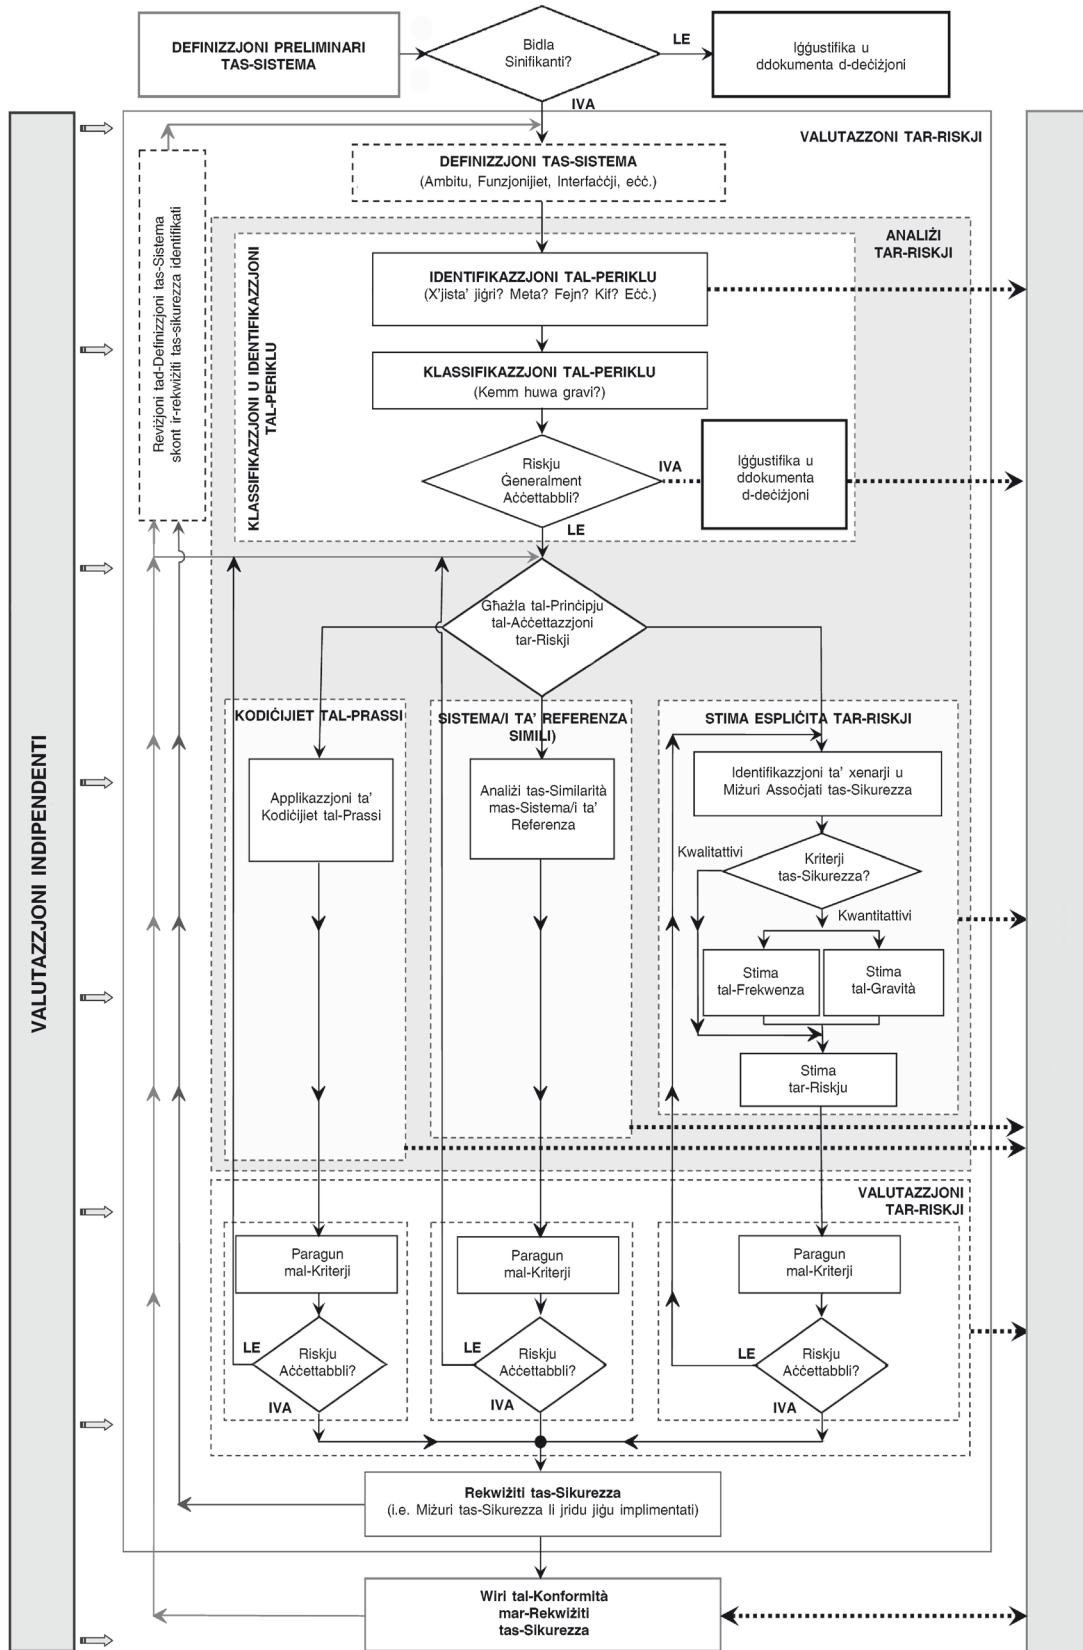 DEFINIZZJONI PRELIMINARI
TAS-SISTEMA
Bidla
Sinifikanti?
LE
Iġġustifika u
ddokumenta d-deċiżjoni
IVA
VALUTAZZJONI INDIPENDENTI
VALUTAZZONI TAR-RISKJI
Reviżjoni tad-Definizzjoni tas-Sistema
skont ir-rekwiżiti tas-sikurezza identifikati
DEFINIZZJONI TAS-SISTEMA
(Ambitu, Funzjonijiet, Interfaċċji, eċċ.)
ANALIŻI
TAR-RISKJI
KLASSIFIKAZZJONI U IDENTIFIKAZZJONI
TAL-PERIKLU
IDENTIFIKAZZJONI TAL-PERIKLU
(X'jista' jiġri? Meta? Fejn? Kif? Eċċ.)
KLASSIFIKAZZJONI TAL-PERIKLU
(Kemm huwa gravi?)
Riskju
Ġeneralment
Aċċettabbli?
IVA
Iġġustifika u
ddokumenta
d-deċiżjoni
LE
Għażla tal-Prinċipju
tal-Aċċettazzjoni
tar-Riskji
KODIĊIJIET TAL-PRASSI
SISTEMA/I TA' REFERENZA
SIMILI)
STIMA ESPLIĊITA TAR-RISKJI
Applikazzjoni ta'
Kodiċijiet tal-Prassi
Analiżi tas-Similarità
mas-Sistema/i ta'
Referenza
Identifikazzjoni ta' xenarji u
Miżuri Assoċjati tas-Sikurezza
Kwalitattivi
Kriterji
tas-Sikurezza?
Kwantitattivi
Stima
tal-Frekwenza
Stima
tal-Gravità
Stima
tar-Riskju
VALUTAZZJONI
TAR-RISKJI
Paragun
mal-Kriterji
Paragun
mal-Kriterji
Paragun
mal-Kriterji
LE
Riskju
Aċċettabbli?
IVA
LE
Riskju
Aċċettabbli?
IVA
LE
Riskju
Aċċettabbli?
IVA
Rekwiżiti tas-Sikurezza
(i.e. Miżuri tas-Sikurezza li jridu jiġu implimentati)
Wiri tal-Konformità
mar-Rekwiżiti
tas-Sikurezza